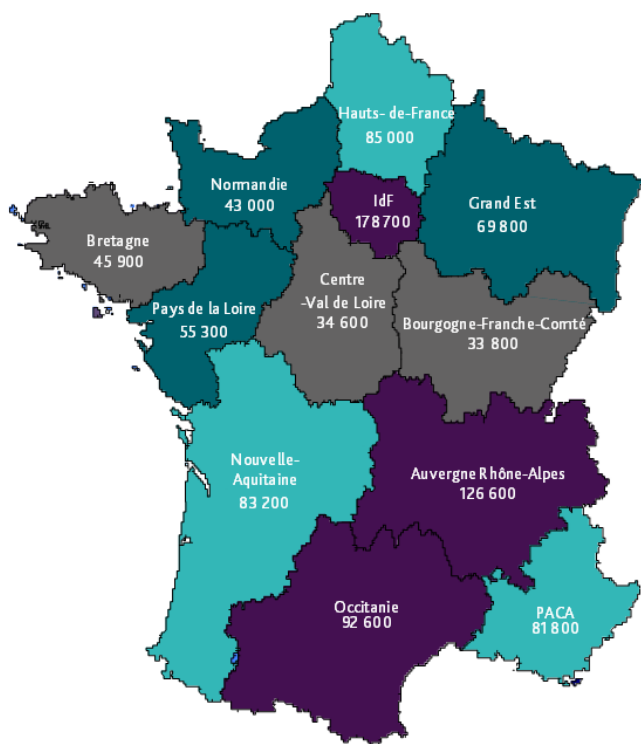 Hauts- de-France
85 000
Normandie
43 000
IdF
178 700
Grand Est
69 800
Bretagne
45 900
Pays de la Loire
55 300
Centre
-Val de Loire
34 600
Bourgogne-Franche-Comté
33 800
Nouvelle-
Aquitaine
83 200
Auvergne Rhône-Alpes
126 600
Occitanie
92 600
PACA
81 800